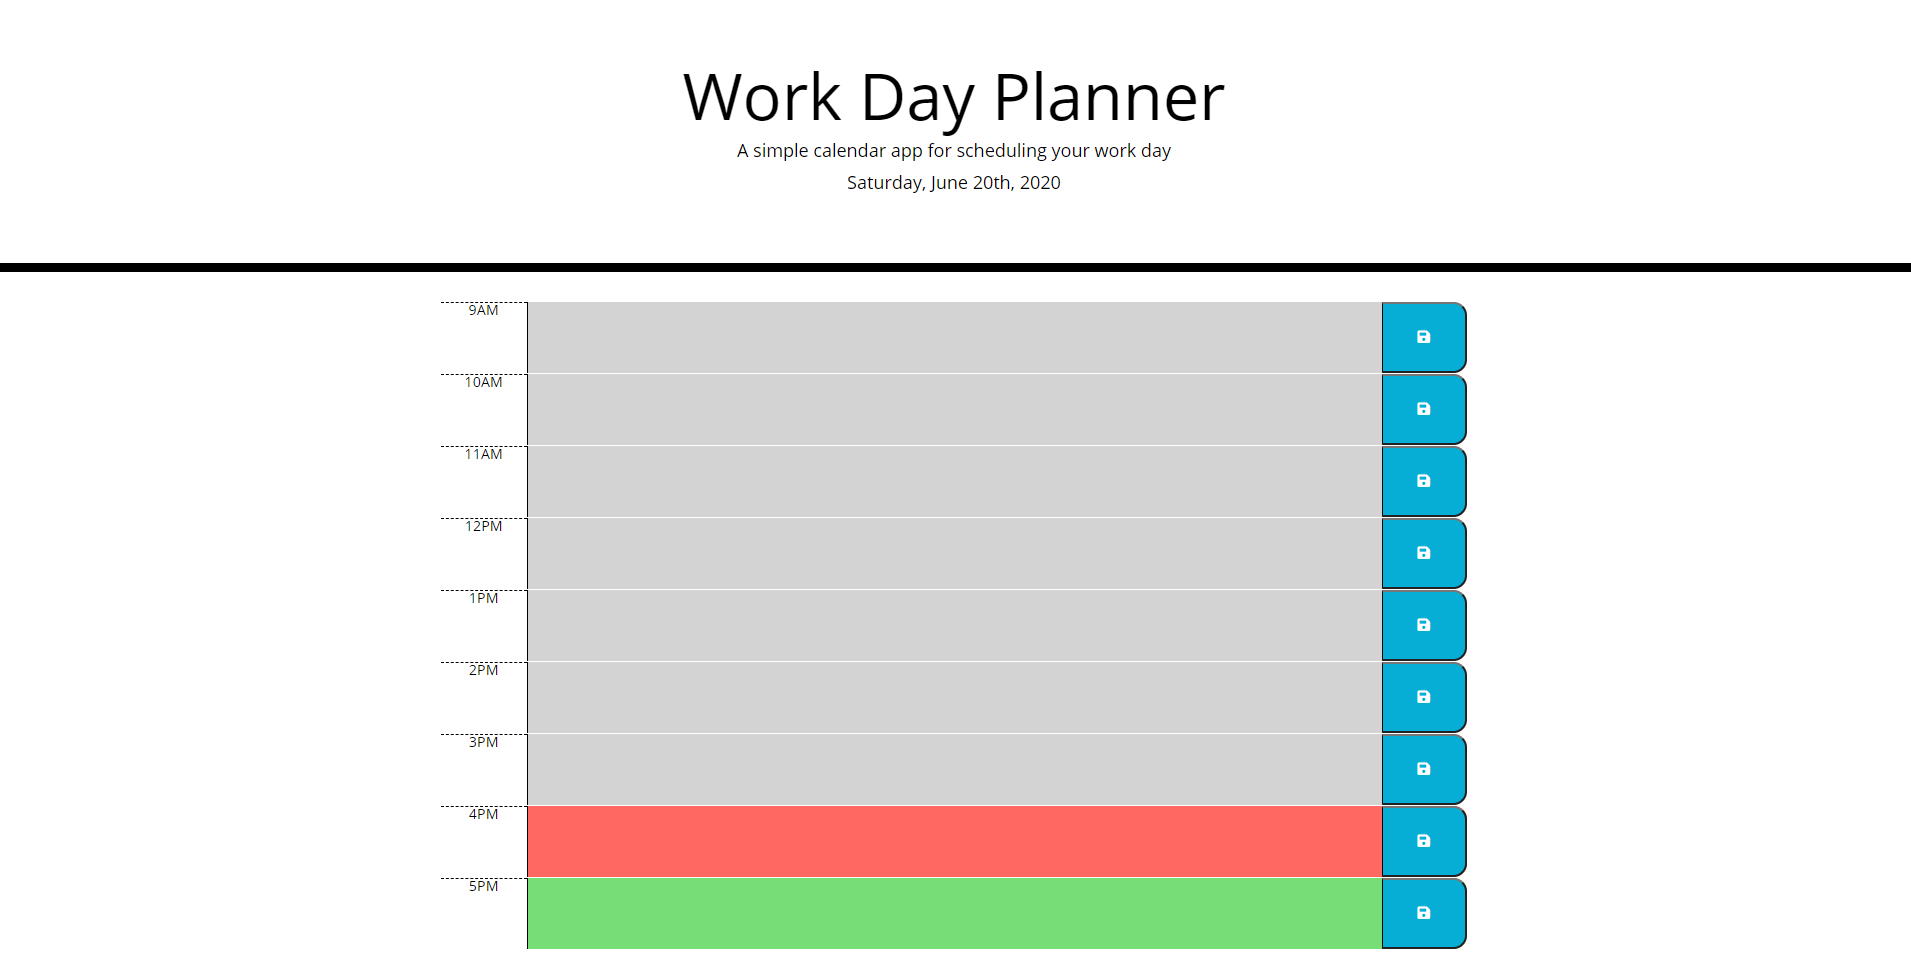 Work Day Planner
A simple calendar app for scheduling your work day
Saturday, June 20th, 2020
9AM
10AM
11AM
12PM
1PM
2PM
3PM
4PM
5PM